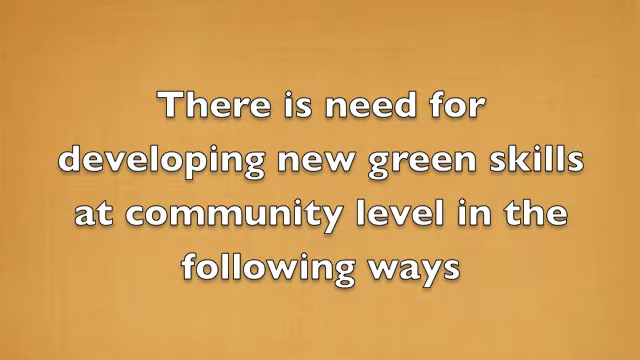 There is need for
developing new green skills
at community level in the
following ways